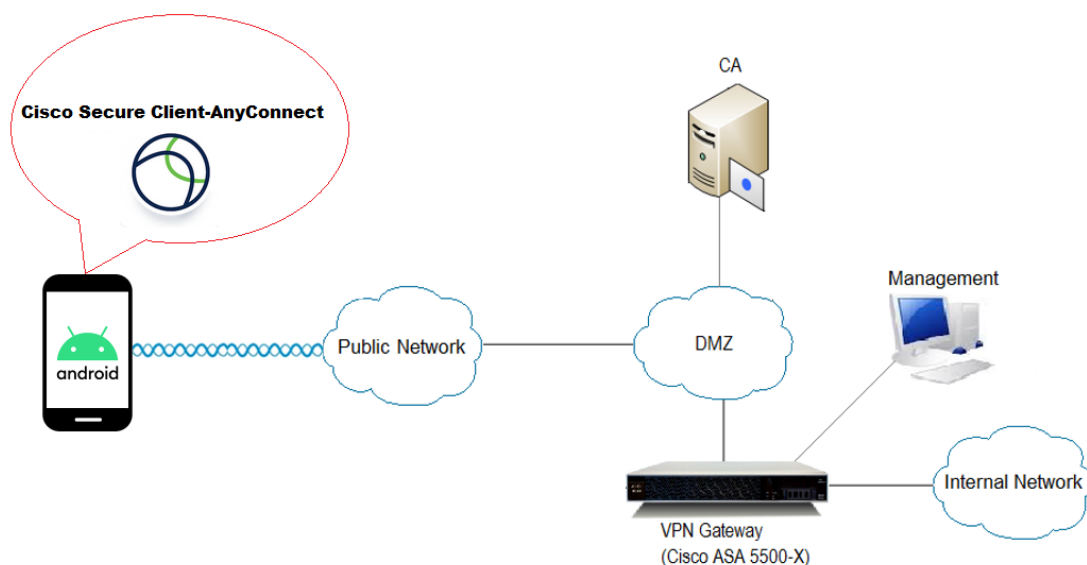 Cisco Secure Client-AnyConnect
android
Public Network
CA
DMZ
Management
Internal Network
VPN Gateway
(Cisco ASA 5500-X)